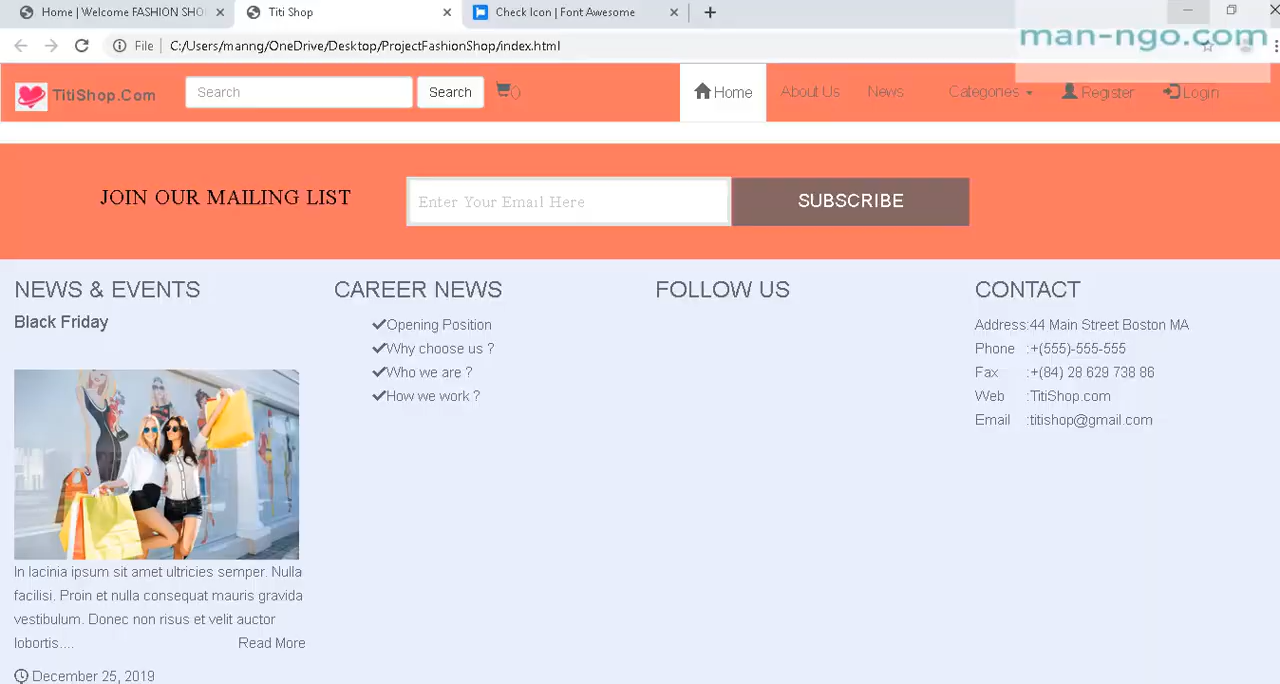 Home | Welcome FASHION SHO
Titi Shop
Check Icon | Font Awesome
File
C:/Users/manng/OneDrive/Desktop/ProjectFashionShop/index.html
man-ngo.com
TitiShop.Com
Search
Search
0
Home
About Us
News
Categories
Register
Login
JOIN OUR MAILING LIST
Enter Your Email Here
SUBSCRIBE
NEWS & EVENTS
Black Friday
In lacinia ipsum sit amet ultricies semper. Nulla
facilisi. Proin et nulla consequat mauris gravida
vestibulum. Donec non risus et velit auctor
lobortis.... Read More
December 25, 2019
CAREER NEWS
Opening Position
Why choose us ?
Who we are ?
How we work ?
FOLLOW US
CONTACT
Address:44 Main Street Boston MA
Phone :+(555)-555-555
Fax :+(84) 28 629 738 86
Web :TitiShop.com
Email :titishop@gmail.com